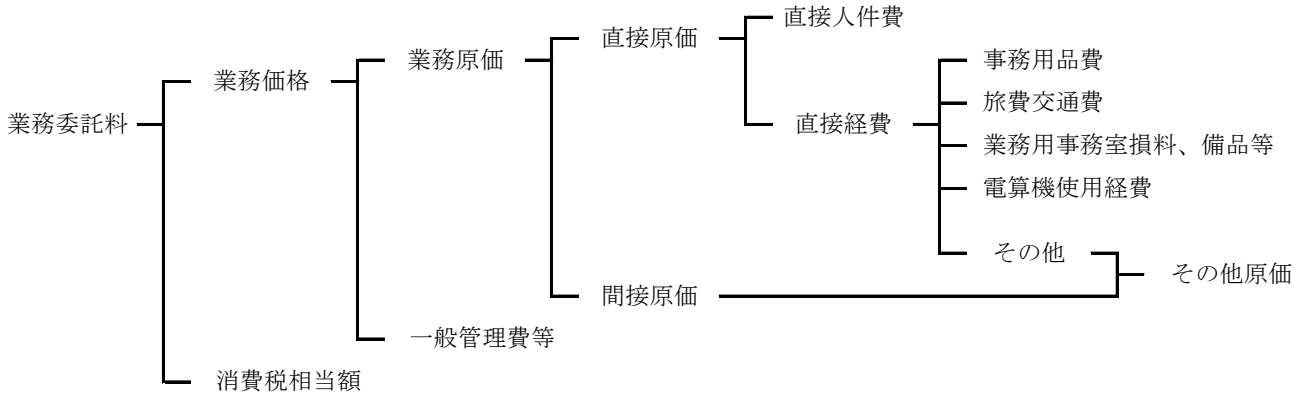 業務委託料
業務価格
業務原価
直接原価
直接人件費
直接経費
事務用品費
旅費交通費
業務用事務室損料、備品等
電算機使用経費
その他
間接原価
その他原価
一般管理費等
消費税相当額